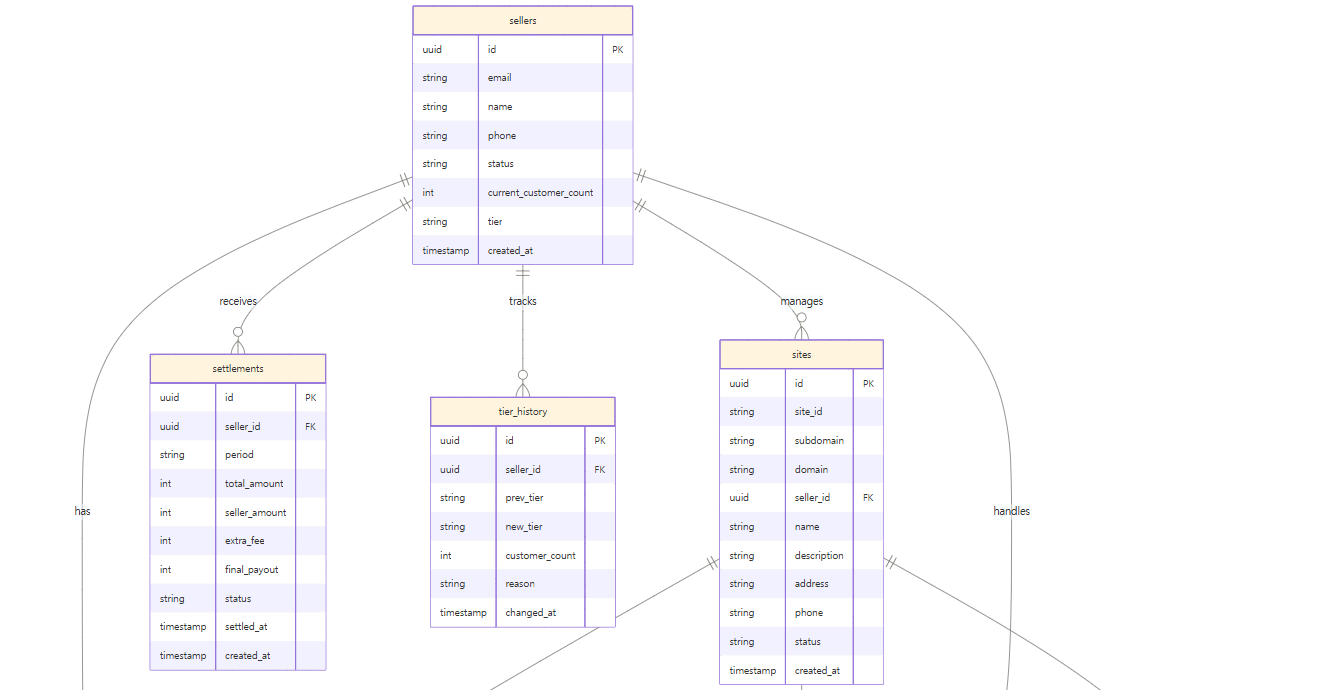 sellers
uuid id PK
string email
string name
string phone
string status
int current_customer_count
string tier
timestamp created_at
receives
tracks
manages
settlements
uuid id PK
uuid seller_id FK
string period
int total_amount
int seller_amount
int extra_fee
int final_payout
string status
timestamp settled_at
timestamp created_at
tier_history
uuid id PK
uuid seller_id FK
string prev_tier
string new_tier
int customer_count
string reason
timestamp changed_at
sites
uuid id PK
string site_id
string subdomain
string domain
uuid seller_id FK
string name
string description
string address
string phone
string status
timestamp created_at
has
handles